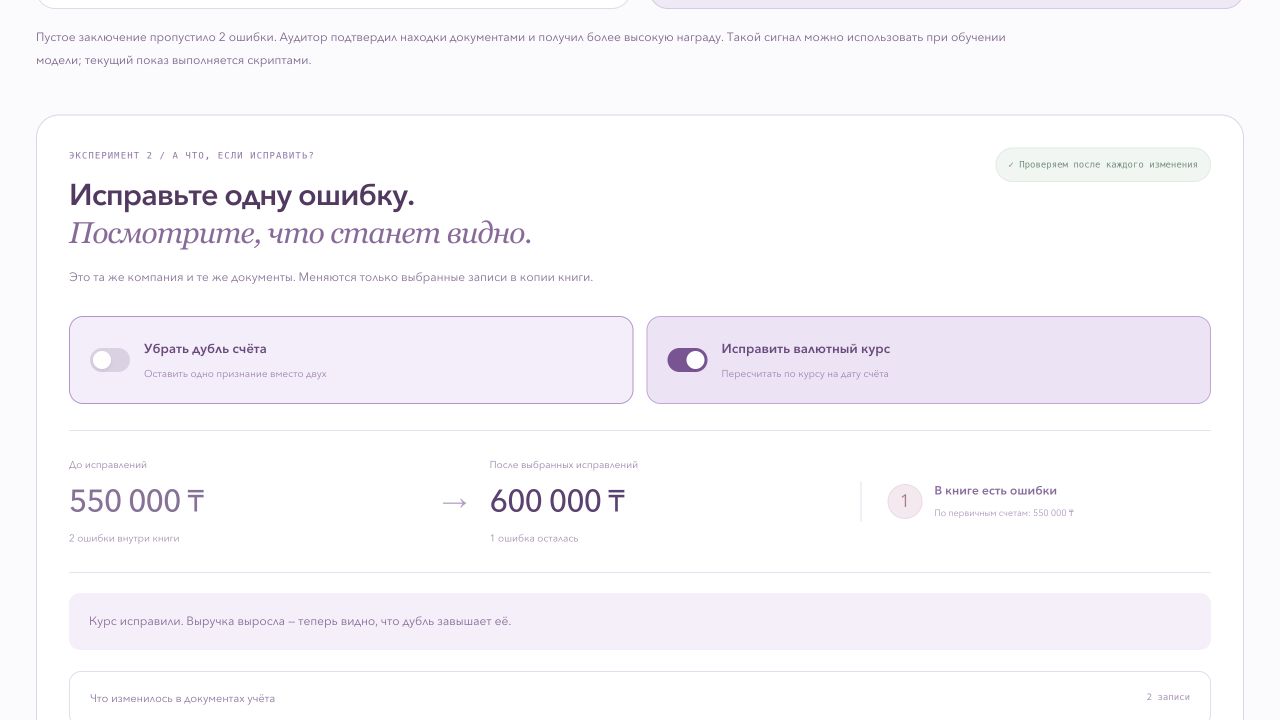 Пустое заключение пропустило 2 ошибки. Аудитор подтвердил находки документами и получил более высокую награду. Такой сигнал можно использовать при обучении
модели; текущий показ выполняется скриптами.
ЭКСПЕРИМЕНТ 2 / А ЧТО, ЕСЛИ ИСПРАВИТЬ?
✓ Проверяем после каждого изменения
Исправьте одну ошибку.
Посмотрите, что станет видно.
Это та же компания и те же документы. Меняются только выбранные записи в копии книги.
Убрать дубль счёта
Оставить одно признание вместо двух
Исправить валютный курс
Пересчитать по курсу на дату счёта
До исправлений
550 000 ₸
2 ошибки внутри книги
→
После выбранных исправлений
600 000 ₸
1 ошибка осталась
1
В книге есть ошибки
По первичным счетам: 550 000 ₸
Курс исправили. Выручка выросла — теперь видно, что дубль завышает её.
Что изменилось в документах учёта
2 записи